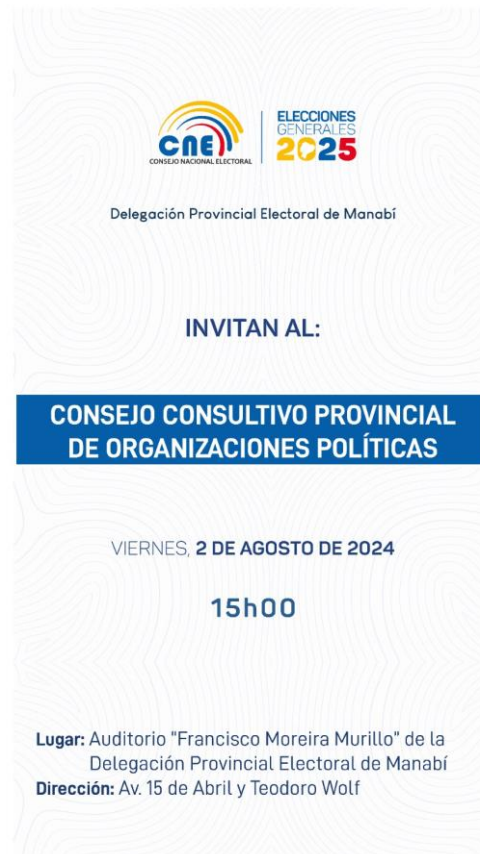 CNE
CONSEJO NACIONAL ELECTORAL
ELECCIONES
GENERALES
2025
Delegación Provincial Electoral de Manabí
INVITAN AL:
CONSEJO CONSULTIVO PROVINCIAL
DE ORGANIZACIONES POLÍTICAS
VIERNES, 2 DE AGOSTO DE 2024
15h00
Lugar: Auditorio "Francisco Moreira Murillo" de la
Delegación Provincial Electoral de Manabí
Dirección: Av. 15 de Abril y Teodoro Wolf